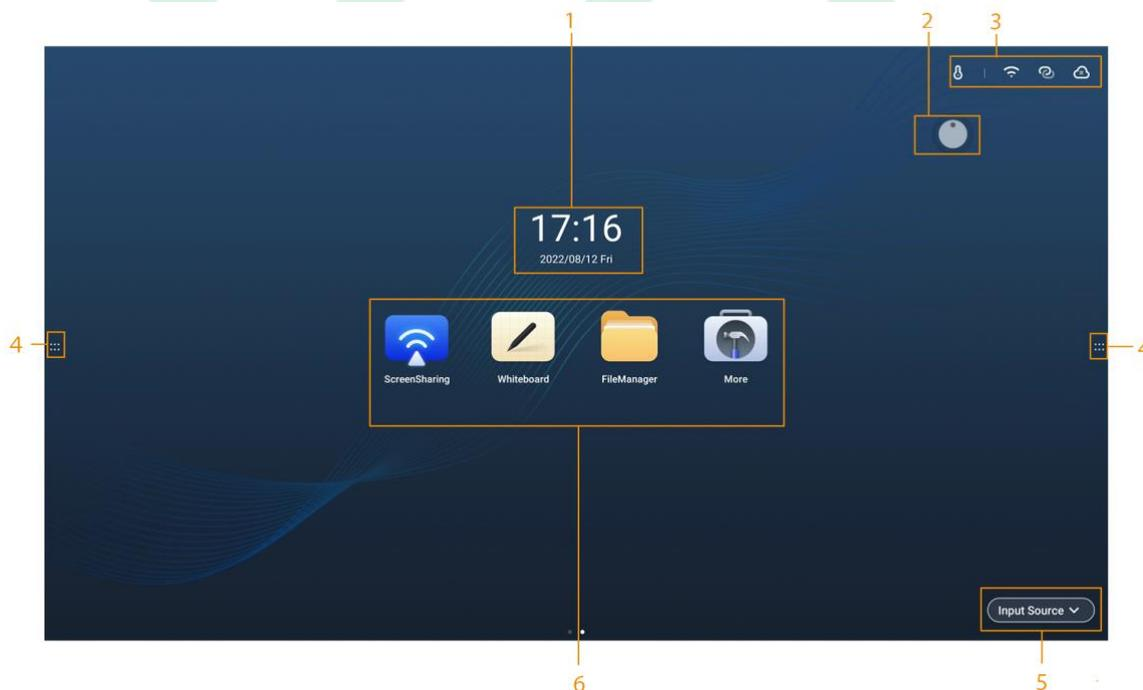 1
2
3
17:16
2022/08/12 Fri
4
4
ScreenSharing
Whiteboard
FileManager
More
Input Source
6
5